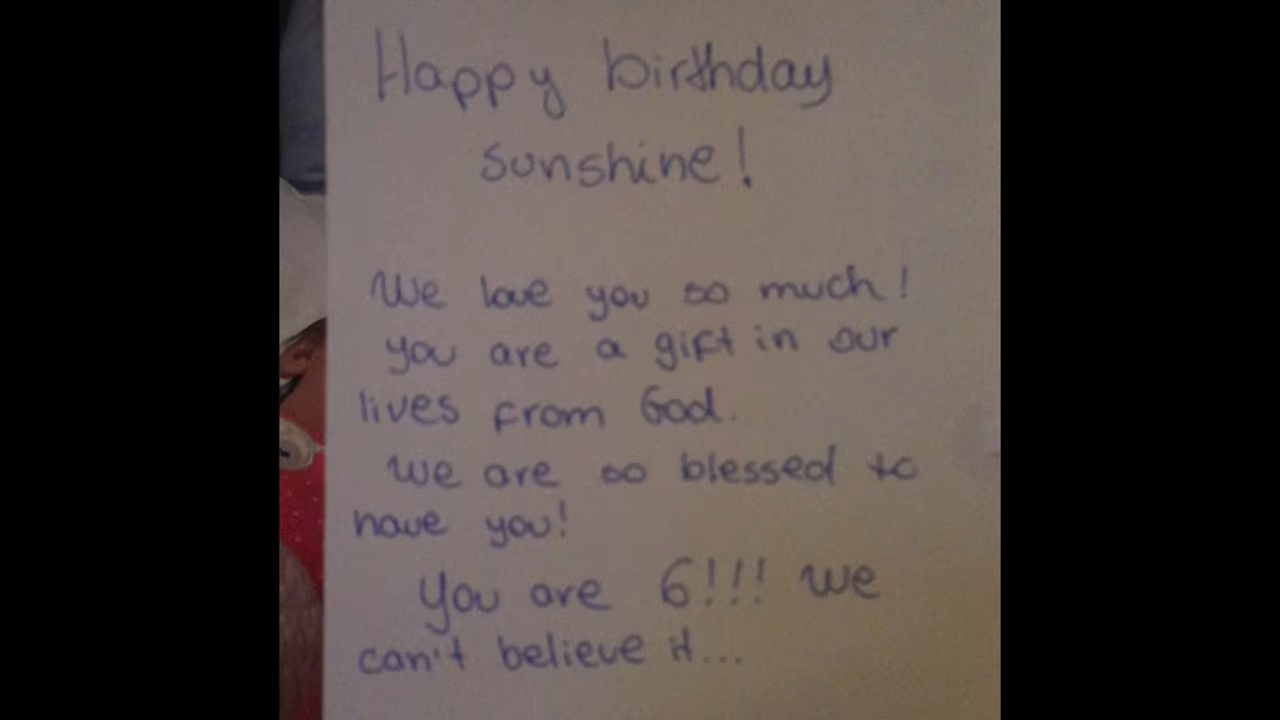 Happy birthday
sunshine!
We love you so much!
you are a gift in our
lives from God.
we are so blessed to
have you!
You are 6!!! we
can't believe it...